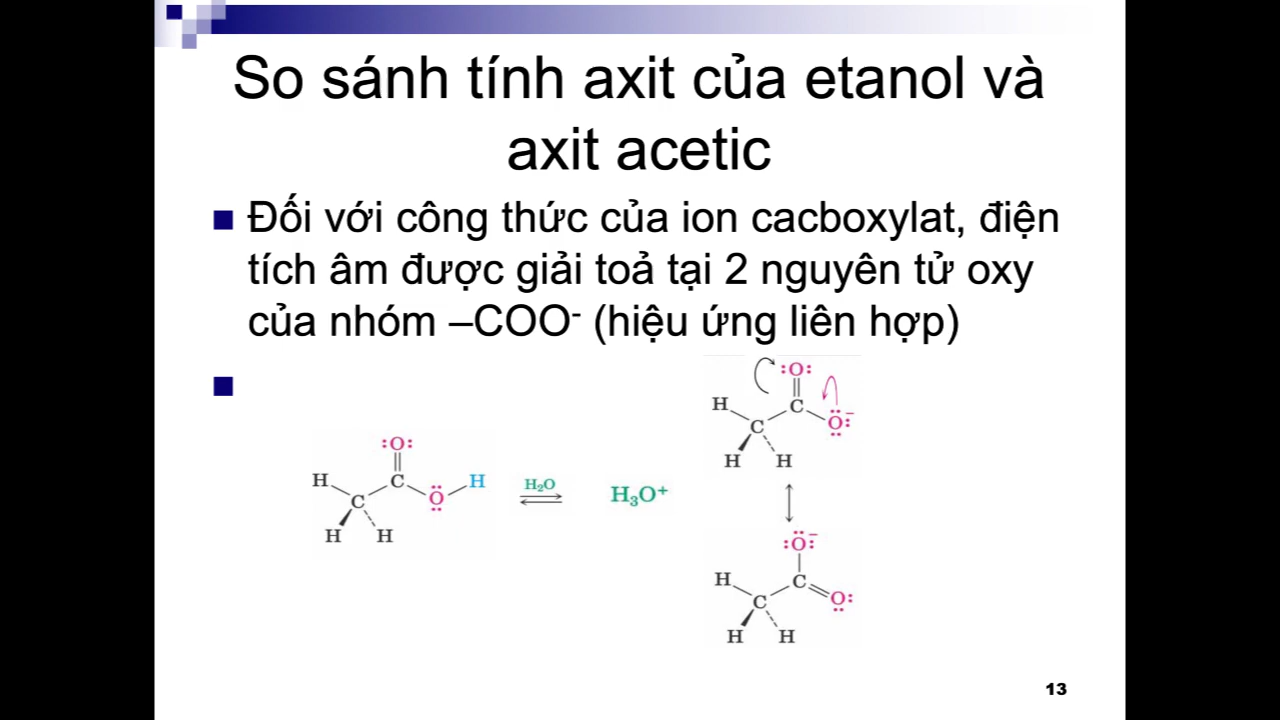 So sánh tính axit của etanol và
axit acetic
Đối với công thức của ion cacboxylat, điện
tích âm được giải toả tại 2 nguyên tử oxy
của nhóm –COO⁻ (hiệu ứng liên hợp)
:O:
H
C
C
O
H
H
H
H₂O
H₃O⁺
:O:
H
C
C
:O:⁻
H
H
:O:⁻
H
C
C
O:
H
H
13